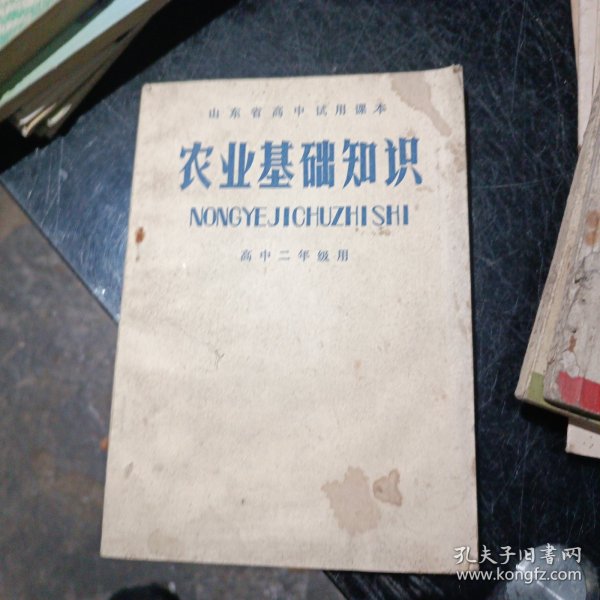 山东省高中试用课本
农业基础知识
NONGYEJICHUZHISHI
高中二年级用
孔夫子旧书网
www.kongfz.com